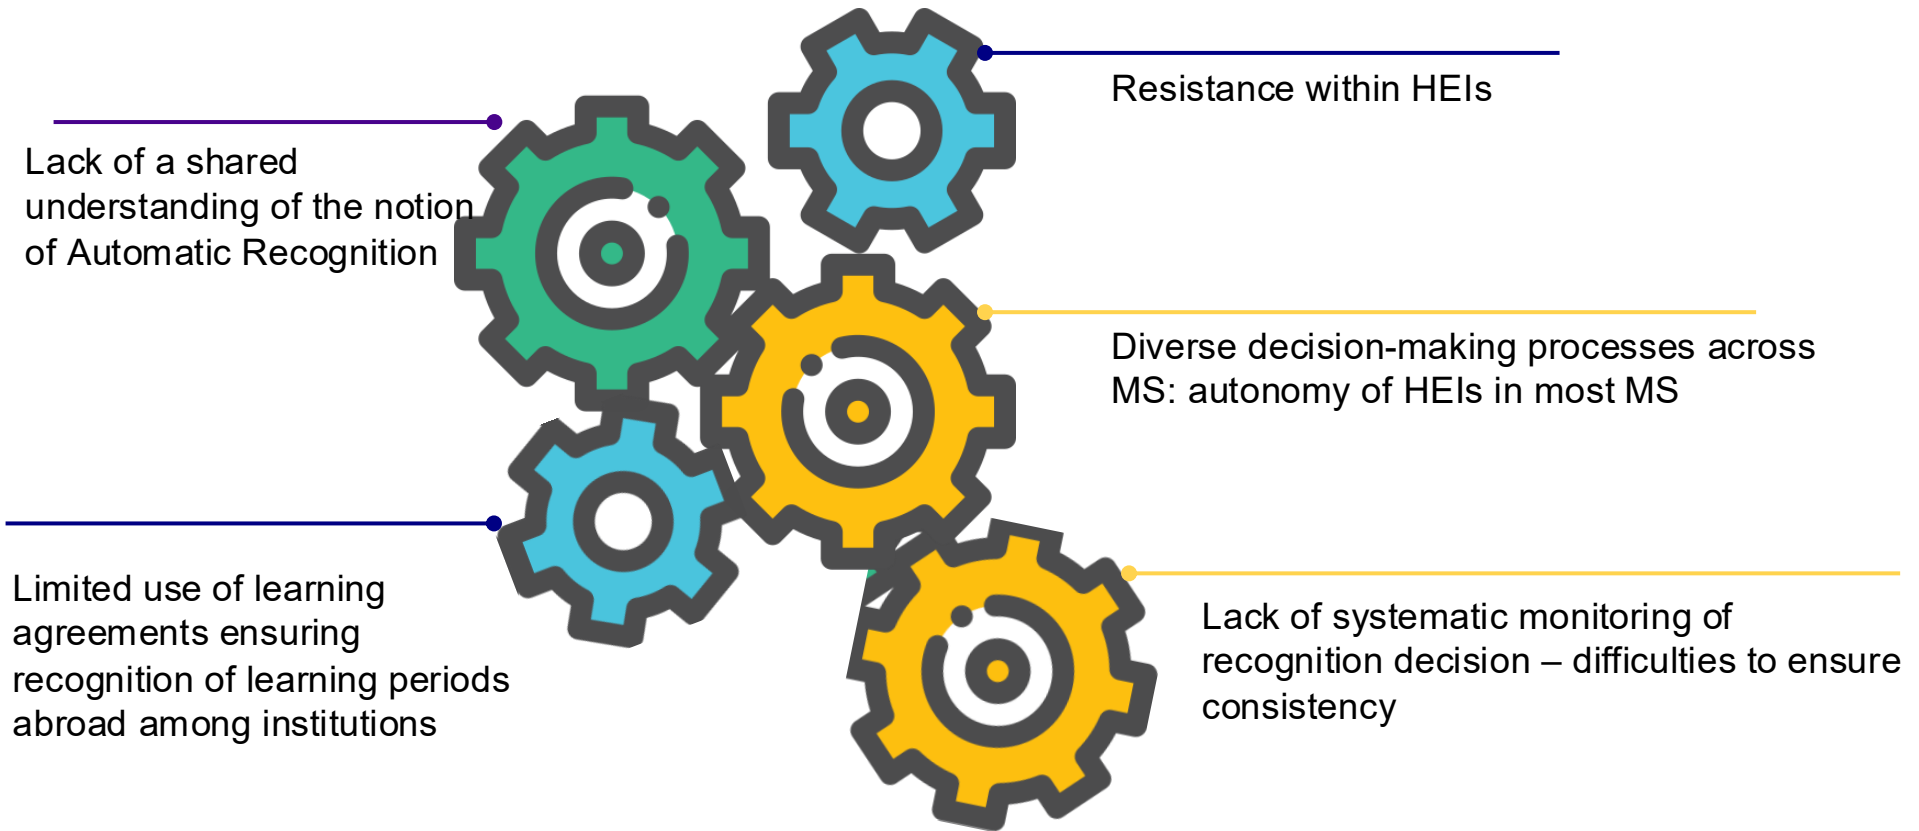 Resistance within HEIs
Lack of a shared
understanding of the notion
of Automatic Recognition
Diverse decision-making processes across
MS: autonomy of HEIs in most MS
Limited use of learning
agreements ensuring
recognition of learning periods
abroad among institutions
Lack of systematic monitoring of
recognition decision – difficulties to ensure
consistency